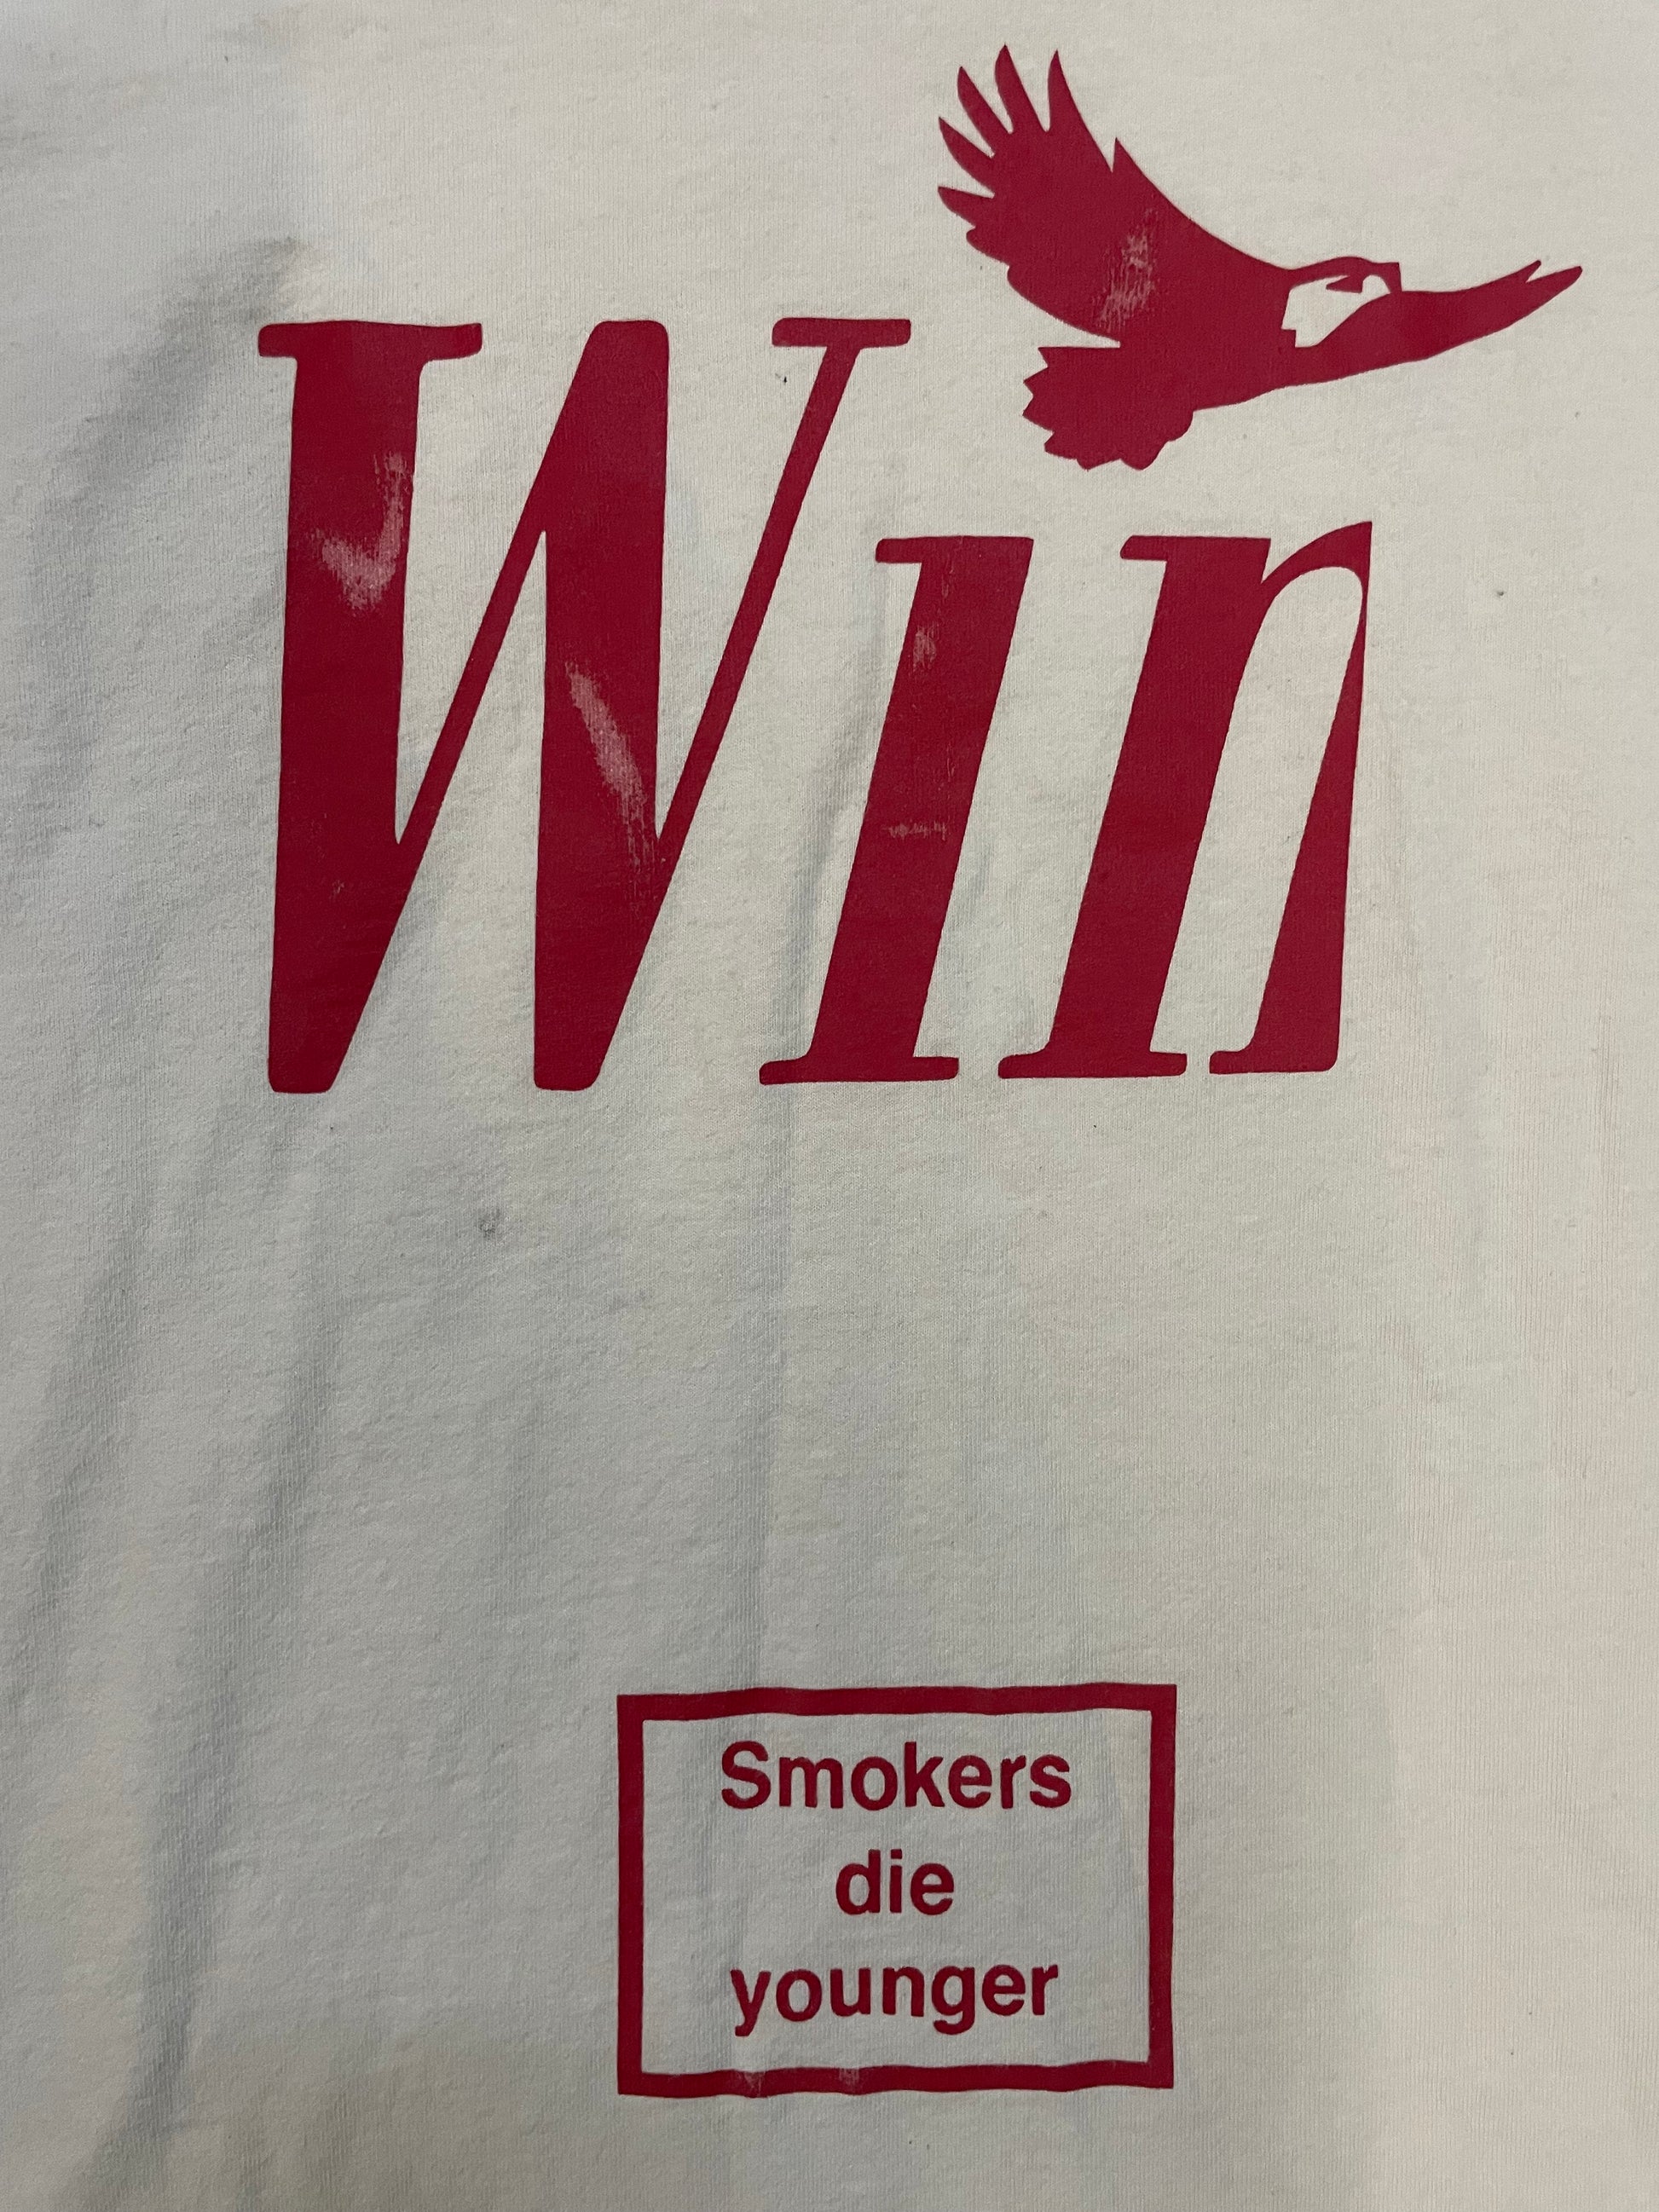 Win
Smokers
die
younger